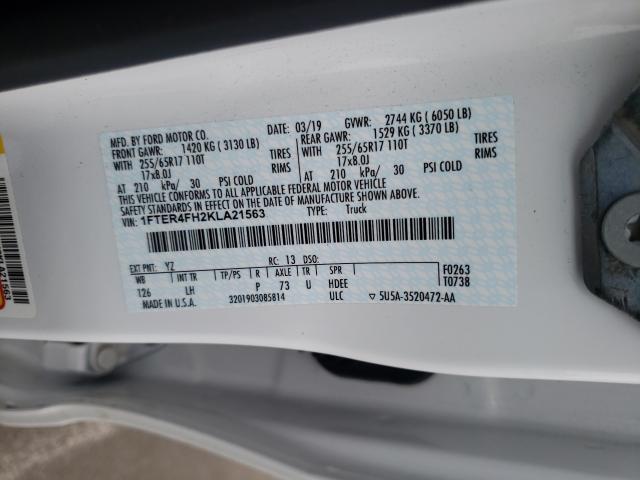 MFD. BY FORD MOTOR CO. DATE: 03/19 GVWR: 2744 KG ( 6050 LB)
FRONT GAWR: 1420 KG ( 3130 LB) REAR GAWR: 1529 KG ( 3370 LB)
WITH 255/65R17 110T TIRES WITH 255/65R17 110T TIRES
17x8.0J RIMS 17x8.0J RIMS
AT 210 kPa/ 30 PSI COLD AT 210 kPa/ 30 PSI COLD
THIS VEHICLE CONFORMS TO ALL APPLICABLE FEDERAL MOTOR VEHICLE
SAFETY STANDARDS IN EFFECT ON THE DATE OF MANUFACTURE SHOWN ABOVE.
VIN: 1FTER4FH2KLA21563 TYPE: Truck
EXT PNT: YZ RC: 13 DSO:
WB INT TR TP/PS R AXLE TR SPR F0263
126 LH P 73 U HDEE T0738
MADE IN U.S.A. 3201903085814 ULC 5U5A-3520472-AA